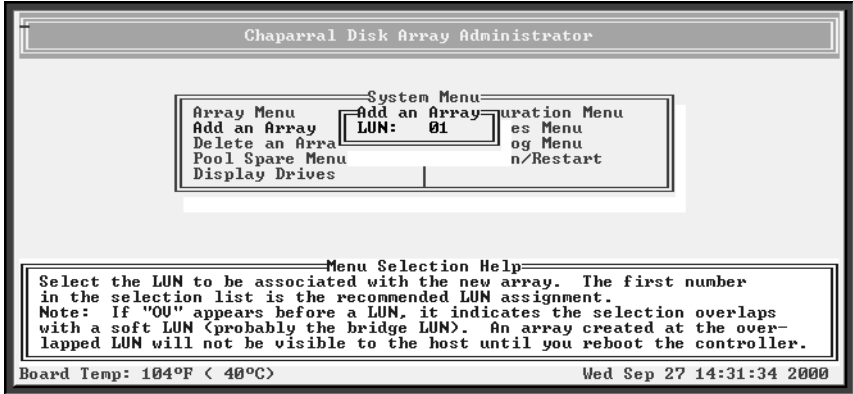 Chaparral Disk Array Administrator
System Menu
Array Menu
Add an Array
uration Menu
Add an Array
LUN: 01
es Menu
Delete an Arra
og Menu
Pool Spare Menu
n/Restart
Display Drives
Menu Selection Help
Select the LUN to be associated with the new array. The first number
in the selection list is the recommended LUN assignment.
Note: If "OV" appears before a LUN, it indicates the selection overlaps
with a soft LUN (probably the bridge LUN). An array created at the over-
lapped LUN will not be visible to the host until you reboot the controller.
Board Temp: 104ºF ( 40ºC)
Wed Sep 27 14:31:34 2000